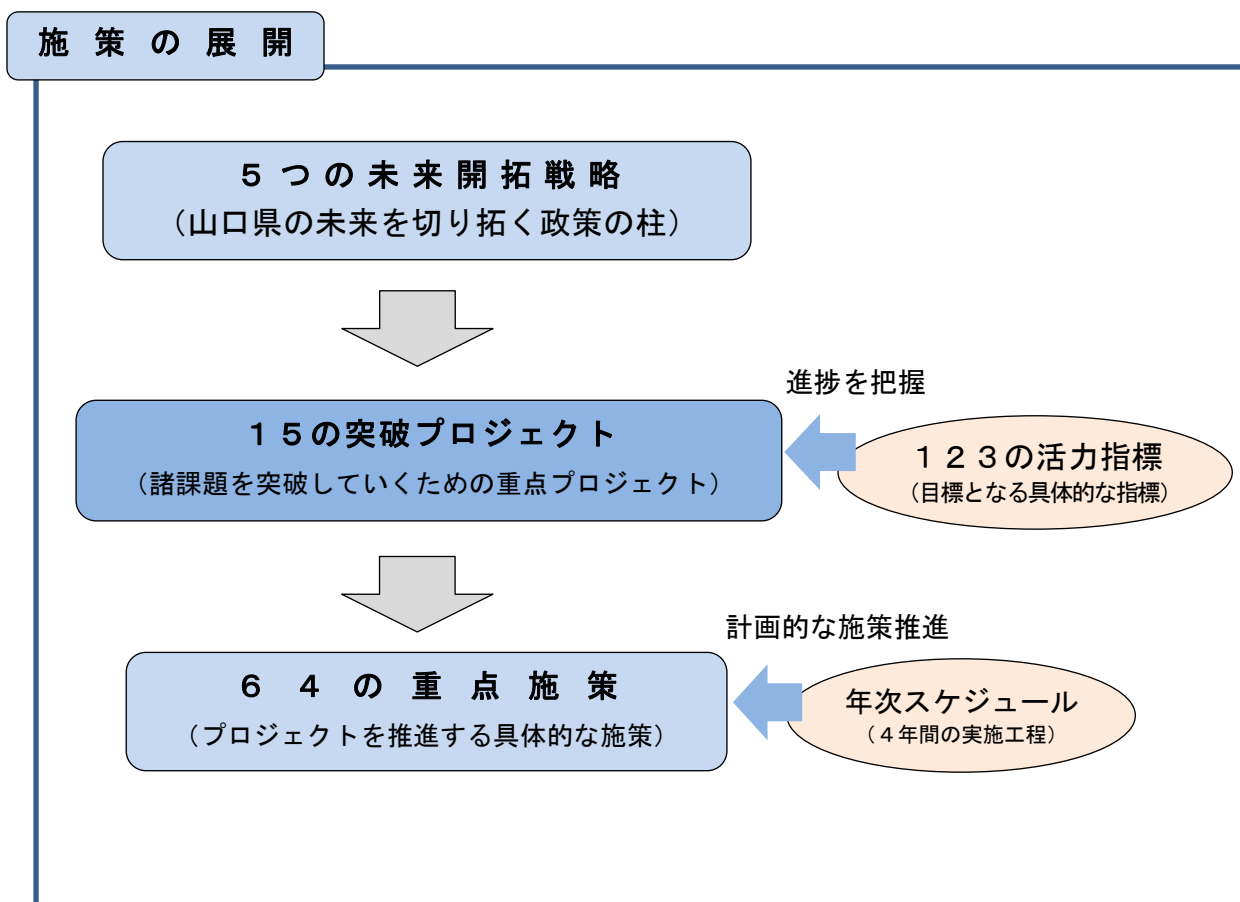 施策の展開
５つの未来開拓戦略
（山口県の未来を切り拓く政策の柱）
進捗を把握
１５の突破プロジェクト
（諸課題を突破していくための重点プロジェクト）
１２３の活力指標
（目標となる具体的な指標）
計画的な施策推進
６４の重点施策
（プロジェクトを推進する具体的な施策）
年次スケジュール
（４年間の実施工程）